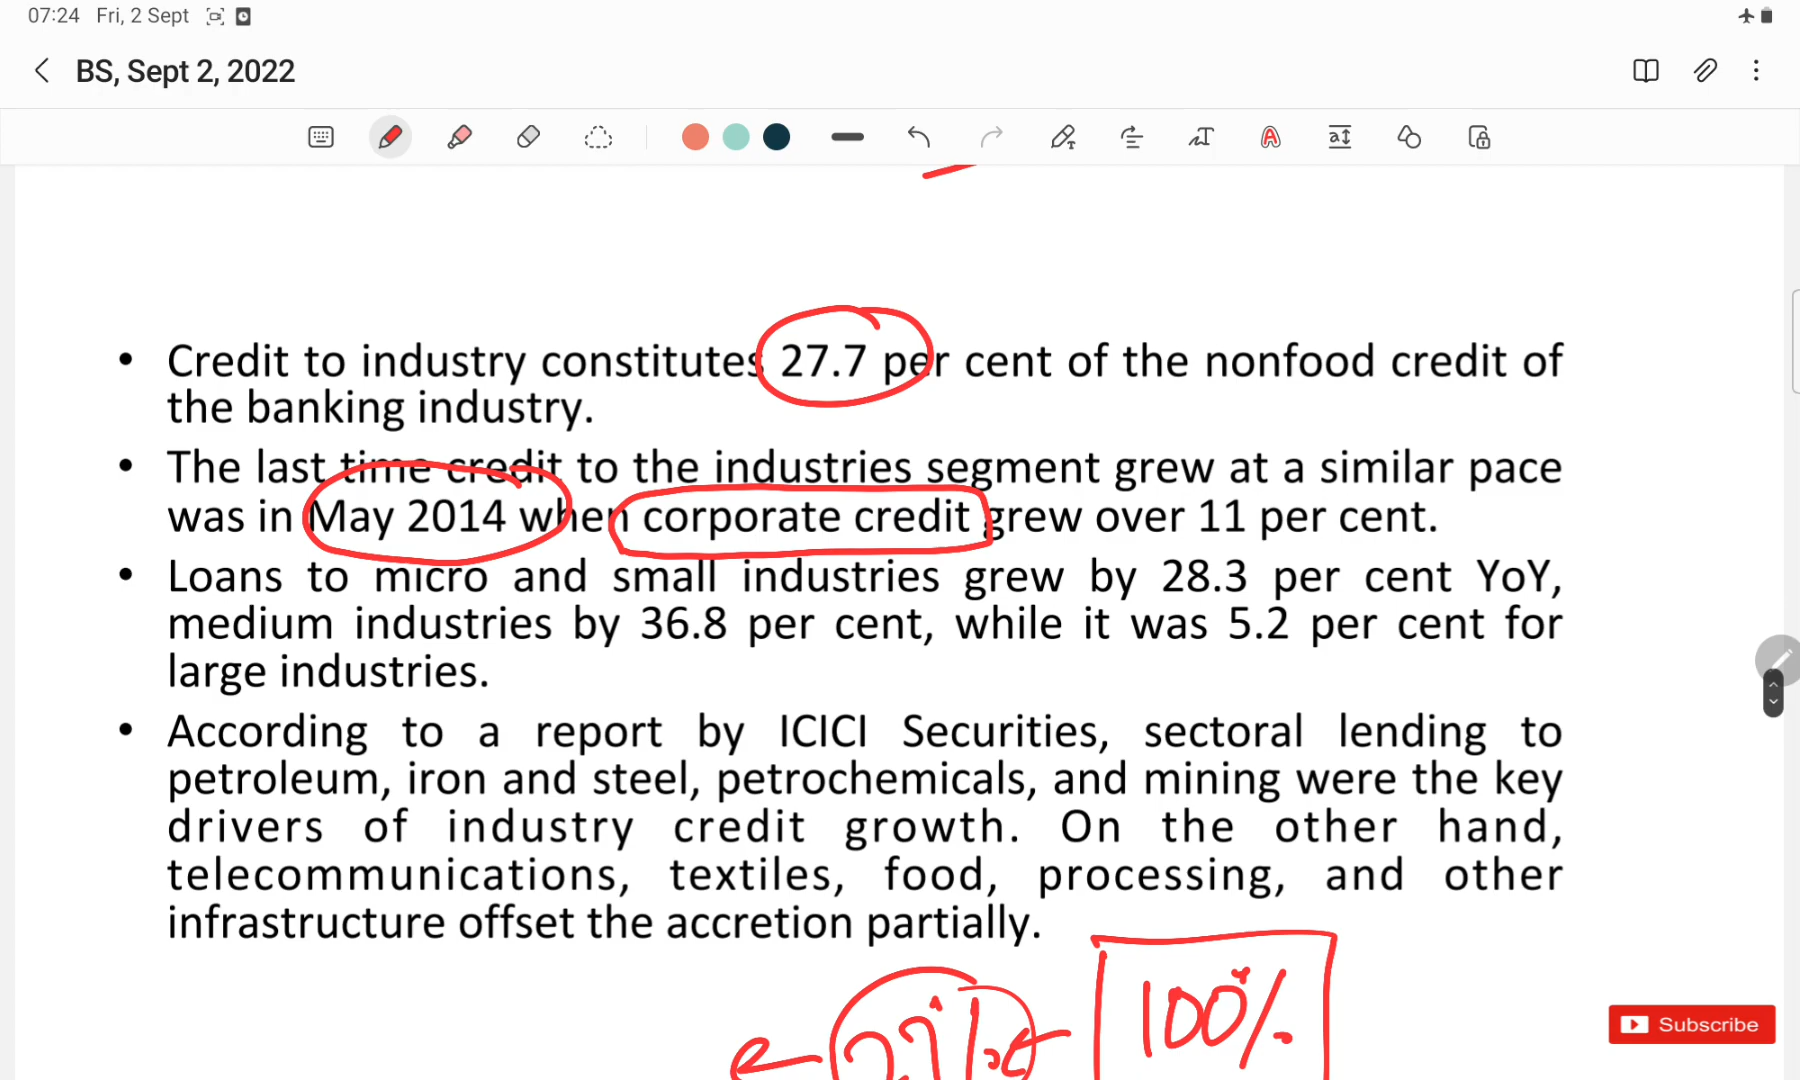 07:24 Fri, 2 Sept
BS, Sept 2, 2022
• Credit to industry constitutes 27.7 per cent of the nonfood credit of
the banking industry.
• The last time credit to the industries segment grew at a similar pace
was in May 2014 when corporate credit grew over 11 per cent.
• Loans to micro and small industries grew by 28.3 per cent YoY,
medium industries by 36.8 per cent, while it was 5.2 per cent for
large industries.
• According to a report by ICICI Securities, sectoral lending to
petroleum, iron and steel, petrochemicals, and mining were the key
drivers of industry credit growth. On the other hand,
telecommunications, textiles, food, processing, and other
infrastructure offset the accretion partially.
100%
Subscribe